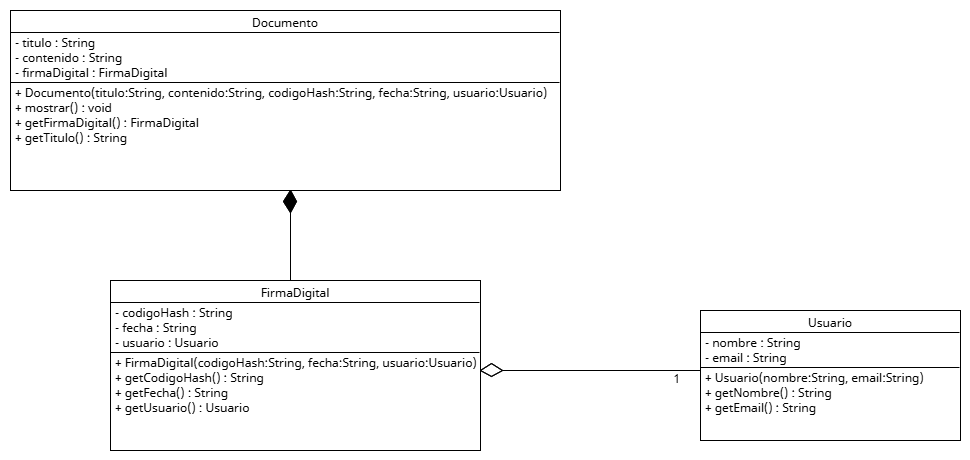 Documento
- titulo : String
- contenido : String
- firmaDigital : FirmaDigital
+ Documento(titulo:String, contenido:String, codigoHash:String, fecha:String, usuario:Usuario)
+ mostrar() : void
+ getFirmaDigital() : FirmaDigital
+ getTitulo() : String
FirmaDigital
- codigoHash : String
- fecha : String
- usuario : Usuario
+ FirmaDigital(codigoHash:String, fecha:String, usuario:Usuario)
+ getCodigoHash() : String
+ getFecha() : String
+ getUsuario() : Usuario
1
Usuario
- nombre : String
- email : String
+ Usuario(nombre:String, email:String)
+ getNombre() : String
+ getEmail() : String